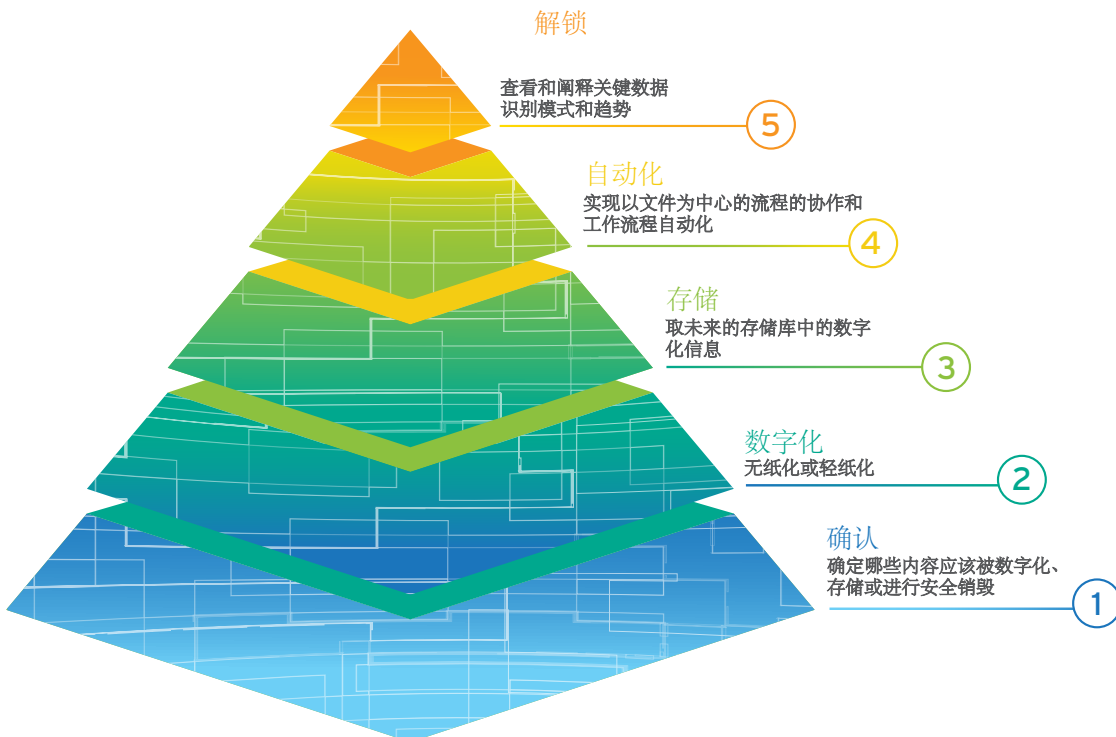 解锁
查看和阐释关键数据
识别模式和趋势
5
自动化
实现以文件为中心的流程的协作和
工作流程自动化
4
存储
取未来的存储库中的数字
化信息
3
数字化
无纸化或轻纸化
2
确认
确定哪些内容应该被数字化、
存储或进行安全销毁
1